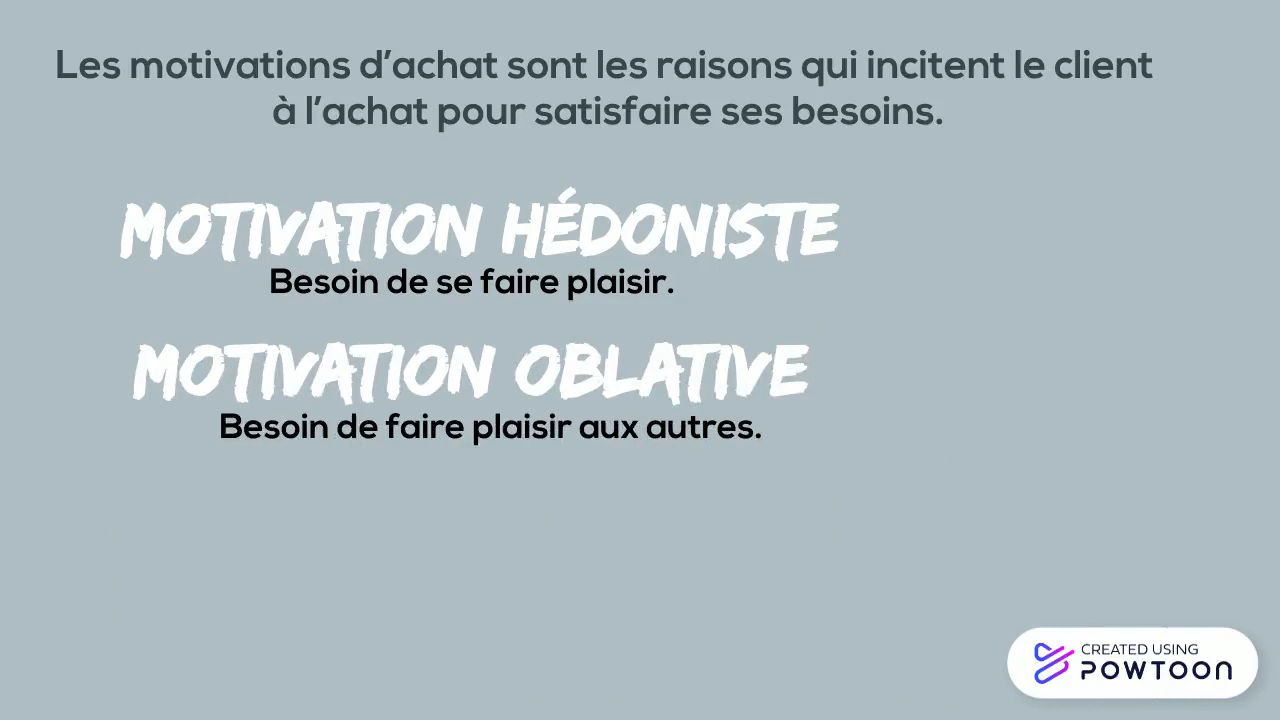 Les motivations d’achat sont les raisons qui incitent le client
à l’achat pour satisfaire ses besoins.
MOTIVATION HÉDONISTE
Besoin de se faire plaisir.
MOTIVATION OBLATIVE
Besoin de faire plaisir aux autres.
CREATED USING
POWTOON